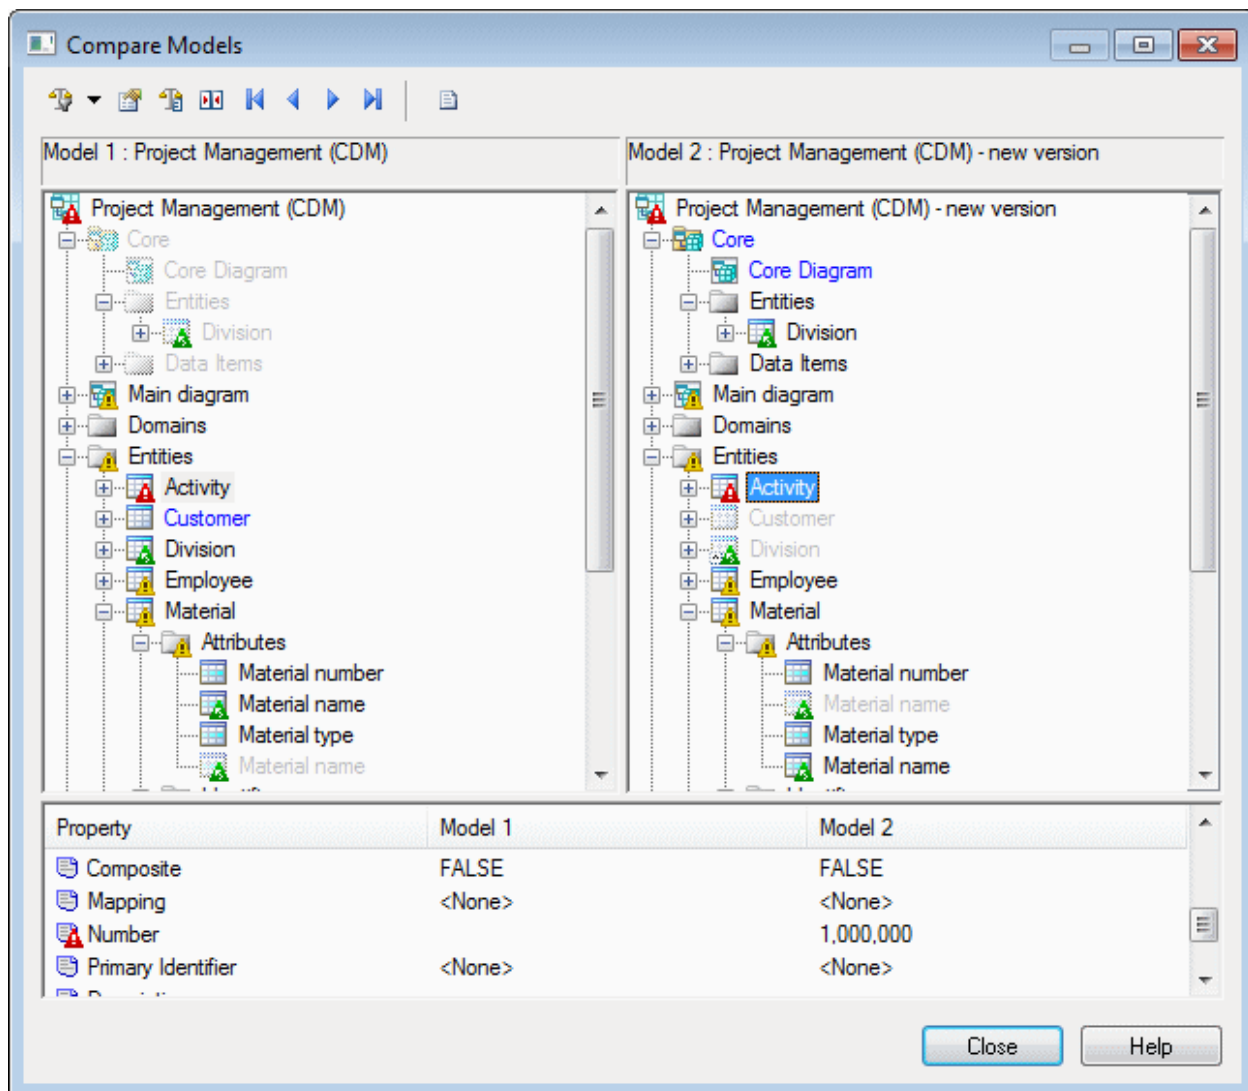 Compare Models
Model 1 : Project Management (CDM)
Project Management (CDM)
Core
Core Diagram
Entities
Division
Data Items
Main diagram
Domains
Entities
Activity
Customer
Division
Employee
Material
Attributes
Material number
Material name
Material type
Material name
Model 2 : Project Management (CDM) - new version
Project Management (CDM) - new version
Core
Core Diagram
Entities
Division
Data Items
Main diagram
Domains
Entities
Activity
Customer
Division
Employee
Material
Attributes
Material number
Material name
Material type
Material name
Property Model 1 Model 2
Composite FALSE FALSE
Mapping <None> <None>
Number 1,000,000
Primary Identifier <None> <None>
Close Help